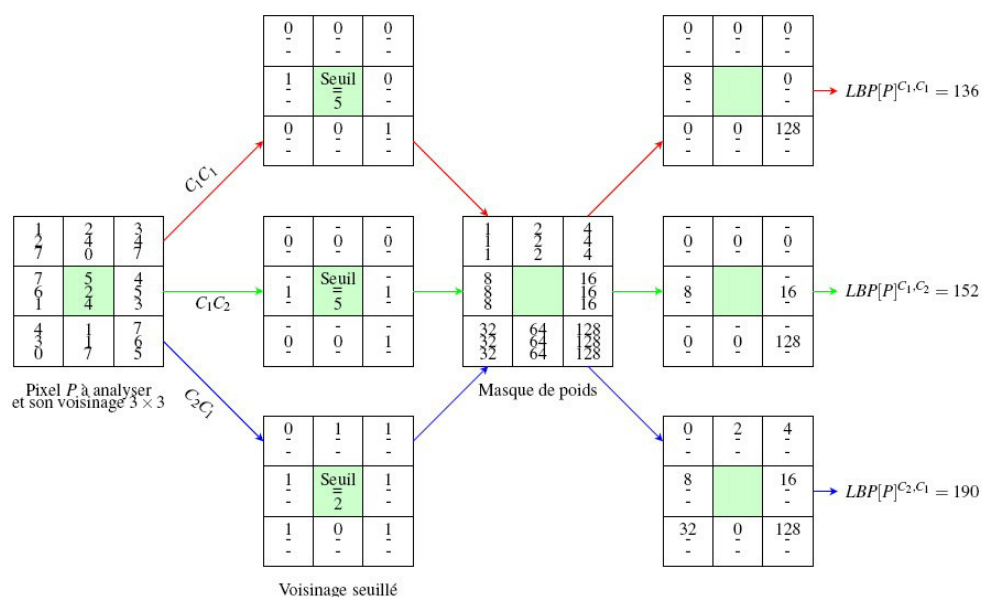 0 0 0
- - -
- - -
1 Seuil 0
- = -
- 5 -
0 0 1
- - -
- - -
0 0 0
- - -
- - -
8 0
- -
- -
0 0 128
- - -
- - -
LBP[P]^{C₁,C₁} = 136
C₁C₁
1 2 3
2 4 4
7 0 7
7 5 4
6 2 5
1 4 3
4 1 7
3 1 6
0 7 5
Pixel P à analyser
et son voisinage 3 × 3
C₁C₂
- - -
0 0 0
- - -
- Seuil -
1 = 1
- 5 -
- - -
0 0 1
- - -
1 2 4
1 2 4
1 2 4
8 16
8 16
8 16
32 64 128
32 64 128
32 64 128
Masque de poids
- - -
0 0 0
- - -
- -
8 16
- -
- - -
0 0 128
- - -
LBP[P]^{C₁,C₂} = 152
C₂C₁
0 1 1
- - -
- - -
1 Seuil 1
- = -
- 2 -
1 0 1
- - -
- - -
Voisinage seuillé
0 2 4
- - -
- - -
8 16
- -
- -
32 0 128
- - -
- - -
LBP[P]^{C₂,C₁} = 190